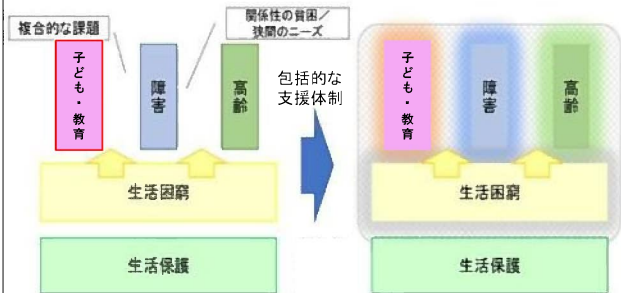 複合的な課題
関係性の貧困／
狭間のニーズ
子ども・教育
障害
高齢
生活困窮
生活保護
包括的な
支援体制
子ども・教育
障害
高齢
生活困窮
生活保護